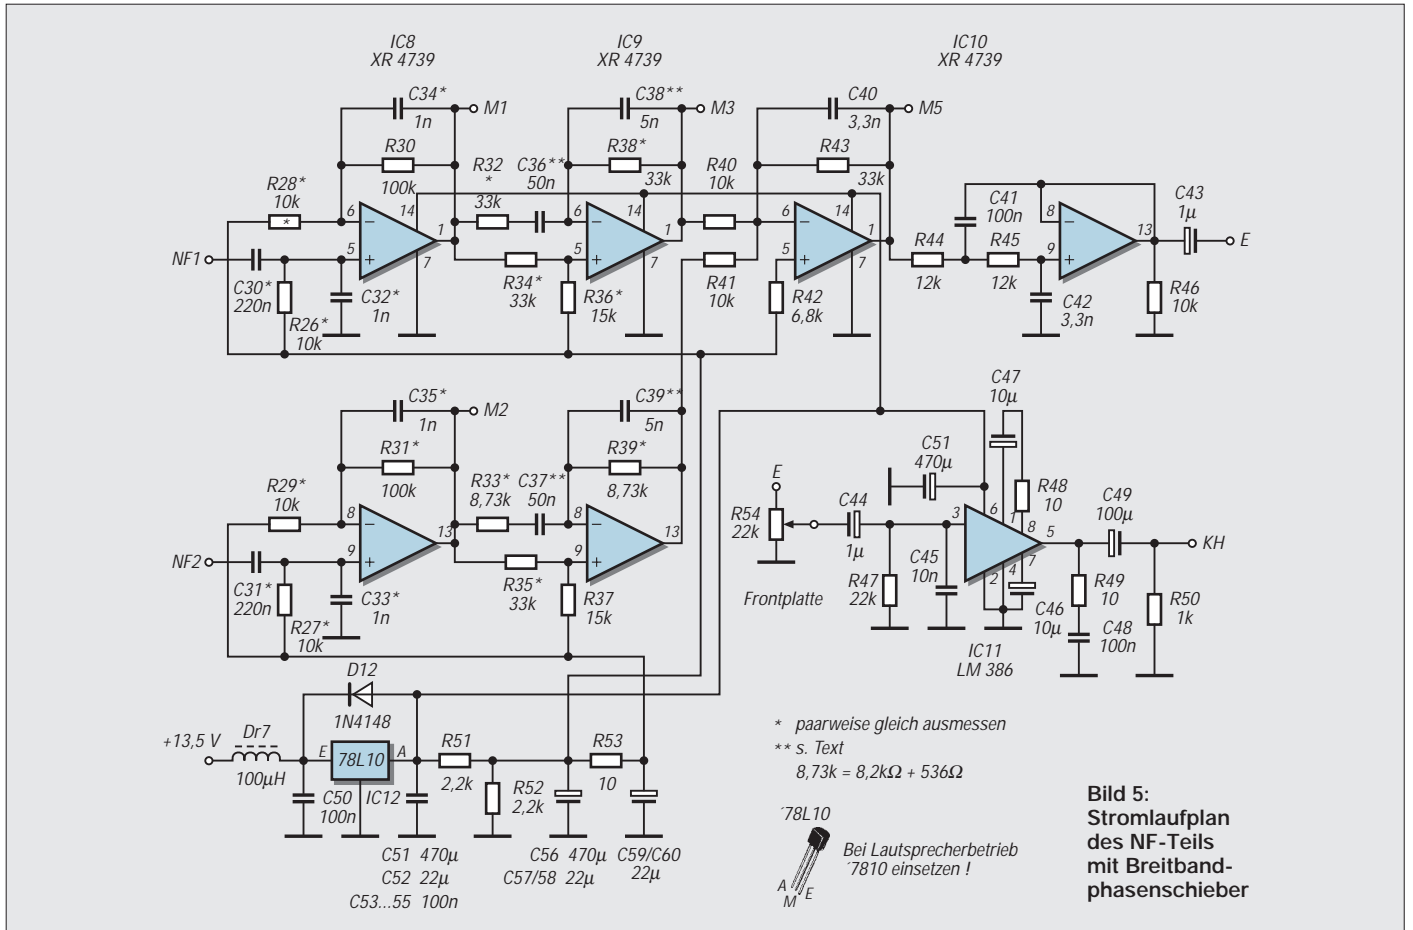 IC8
XR 4739
IC9
XR 4739
IC10
XR 4739
C34*
1n
M1
C38**
5n
M3
C40
3,3n
M5
R30
100k
R38*
33k
R43
33k
R28*
10k
*
R32
*
33k
C36**
50n
R40
10k
C41
100n
C43
1µ
6
14
5
7
1
6
14
5
7
1
6
14
5
7
1
8
9
13
E
NF1
C30*
220n
R26*
10k
C32*
1n
R34*
33k
R36*
15k
R41
10k
R42
6,8k
R44
12k
R45
12k
C42
3,3n
R46
10k
C35*
1n
M2
C39**
5n
C47
10µ
R31*
100k
R39*
8,73k
C51
470µ
R29*
10k
R33*
8,73k
C37**
50n
E
R54
22k
C44
1µ
R48
10
C49
100µ
8
9
13
8
9
13
3
6
1
8
5
7
4
2
KH
NF2
C31*
220n
R27*
10k
C33*
1n
R35*
33k
R37
15k
Frontplatte
R47
22k
C45
10n
C46
10µ
R49
10
C48
100n
R50
1k
IC11
LM 386
D12
1N4148
+13,5 V
Dr7
100µH
E
78L10
A
R51
2,2k
R53
10
C50
100n
IC12
R52
2,2k
C51 470µ
C52 22µ
C53...55 100n
C56 470µ
C57/58 22µ
C59/C60
22µ
* paarweise gleich ausmessen
** s. Text
8,73k = 8,2kΩ + 536Ω
´78L10
A
M
E
Bei Lautsprecherbetrieb
´7810 einsetzen !
Bild 5:
Stromlaufplan
des NF-Teils
mit Breitband-
phasenschieber